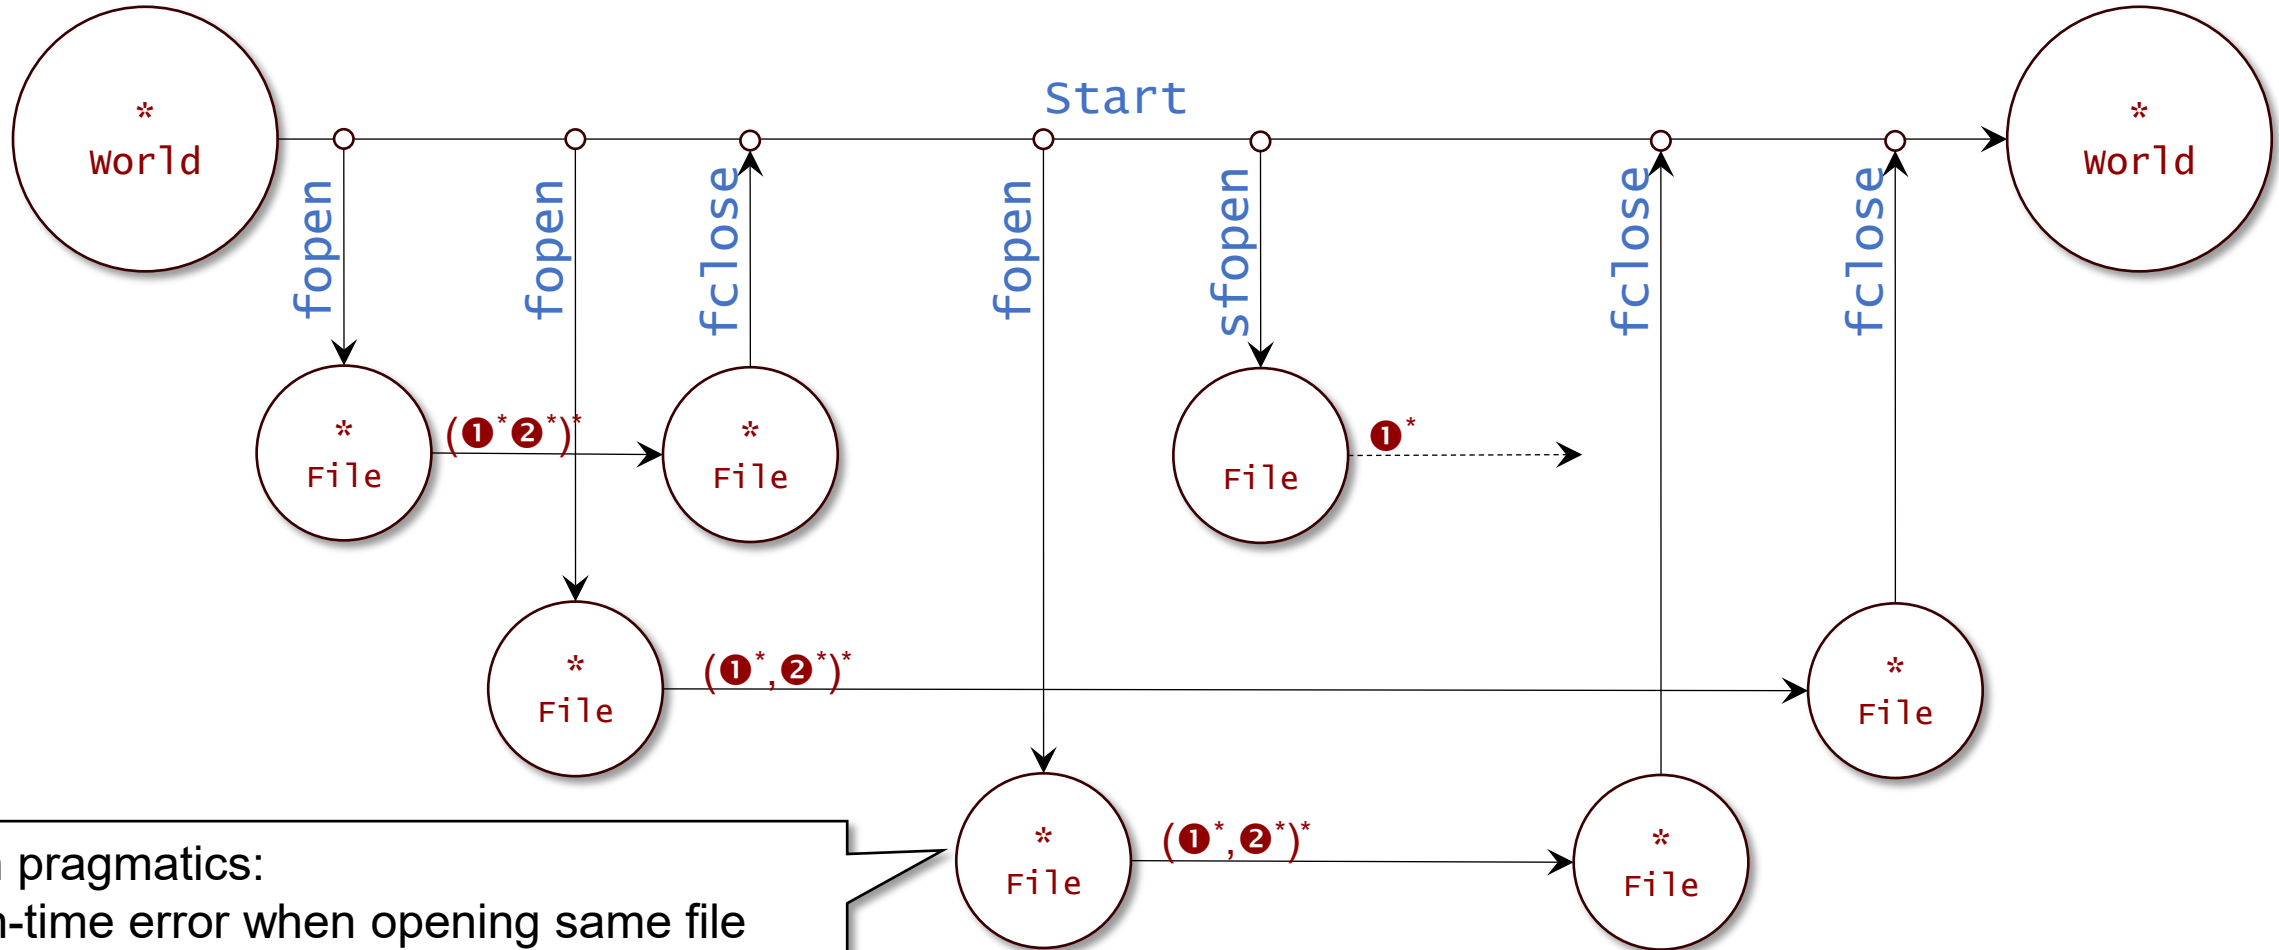 Start
*
World
*
World
fopen
fopen
fclose
fopen
sfopen
fclose
fclose
*
File
(❶*❷*)*
*
File
File
❶*
*
File
(❶*,❷*)*
*
File
*
File
(❶*,❷*)*
*
File
pragmatics:
-time error when opening same file